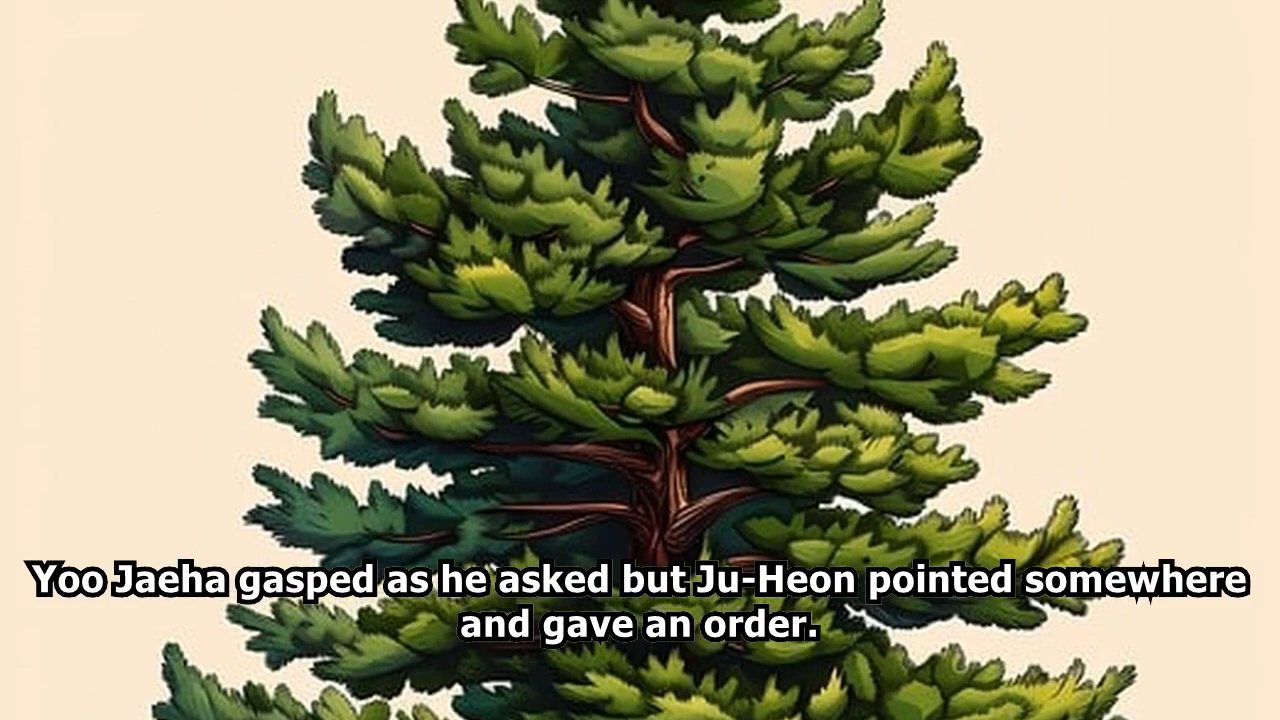 Yoo Jaeha gasped as he asked but Ju-Heon pointed somewhere
and gave an order.